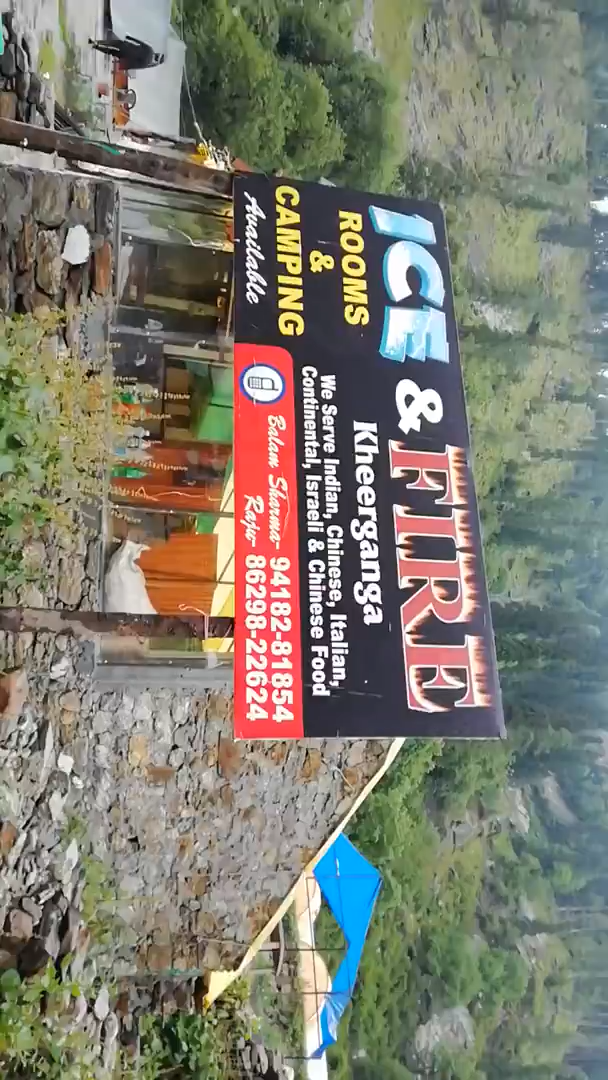 ICE & FIRE
ROOMS
&
CAMPING
Available
Kheerganga
We Serve Indian, Chinese, Italian,
Continental, Israeli & Chinese Food
Balam Sharma- 94182-81854
Raju- 86298-22624